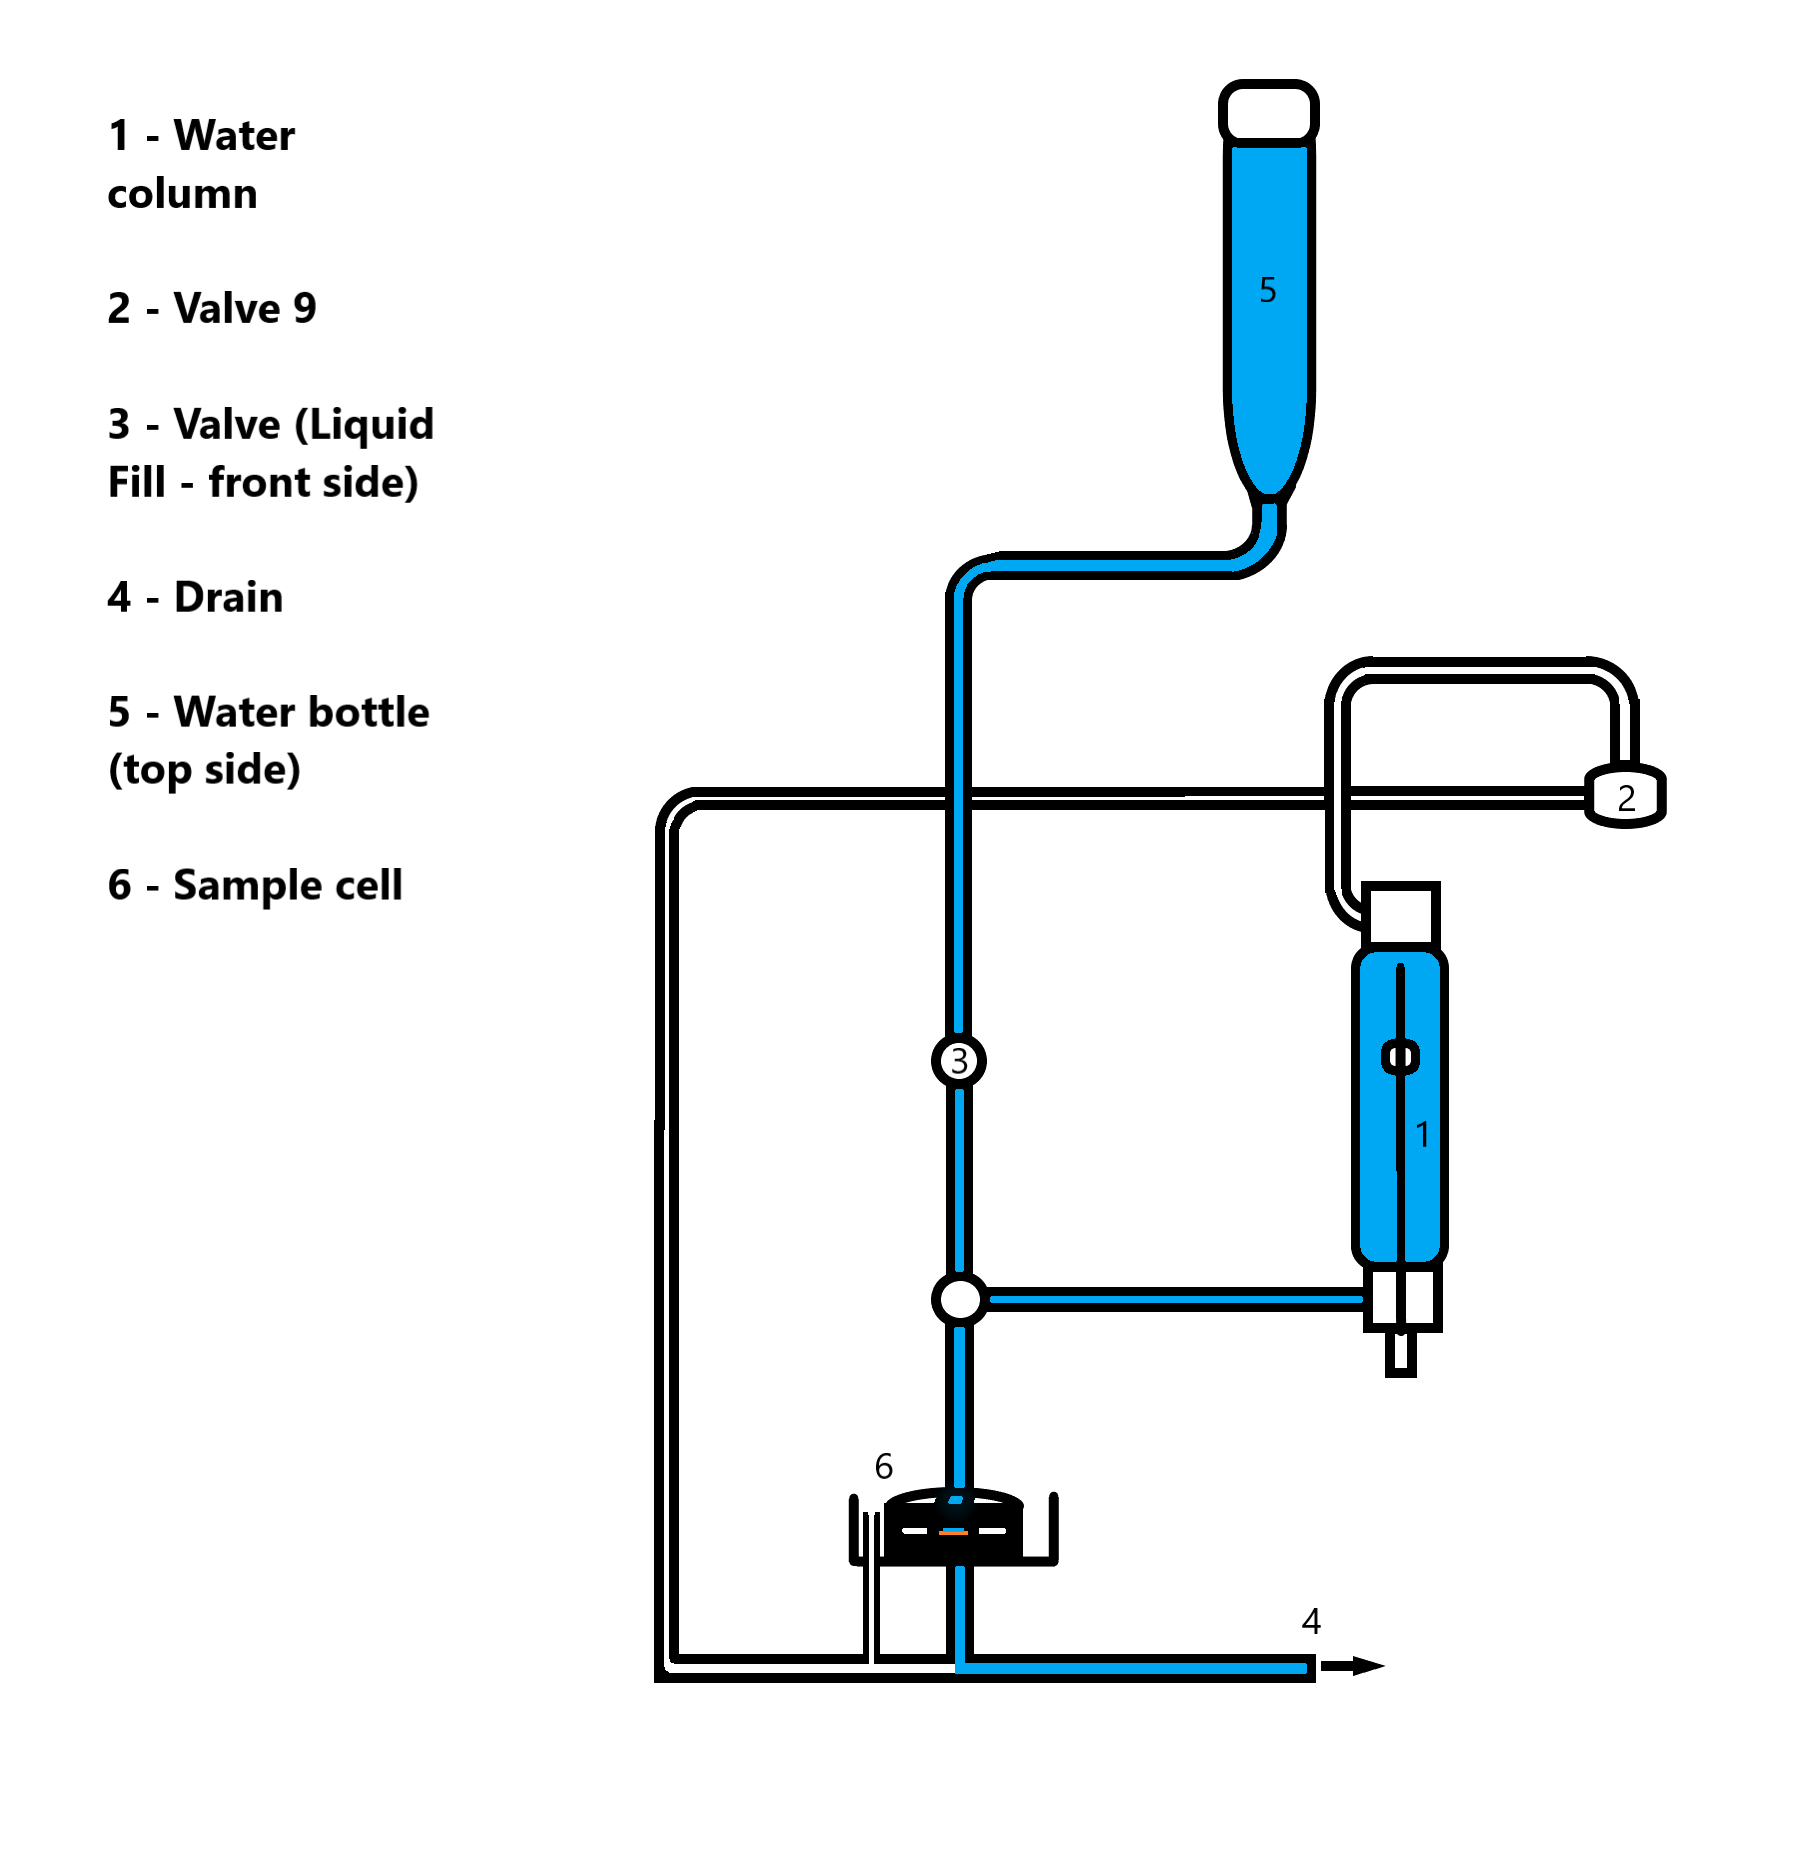 1 - Water
column
2 - Valve 9
3 - Valve (Liquid
Fill - front side)
4 - Drain
5 - Water bottle
(top side)
6 - Sample cell
5
2
3
1
6
4